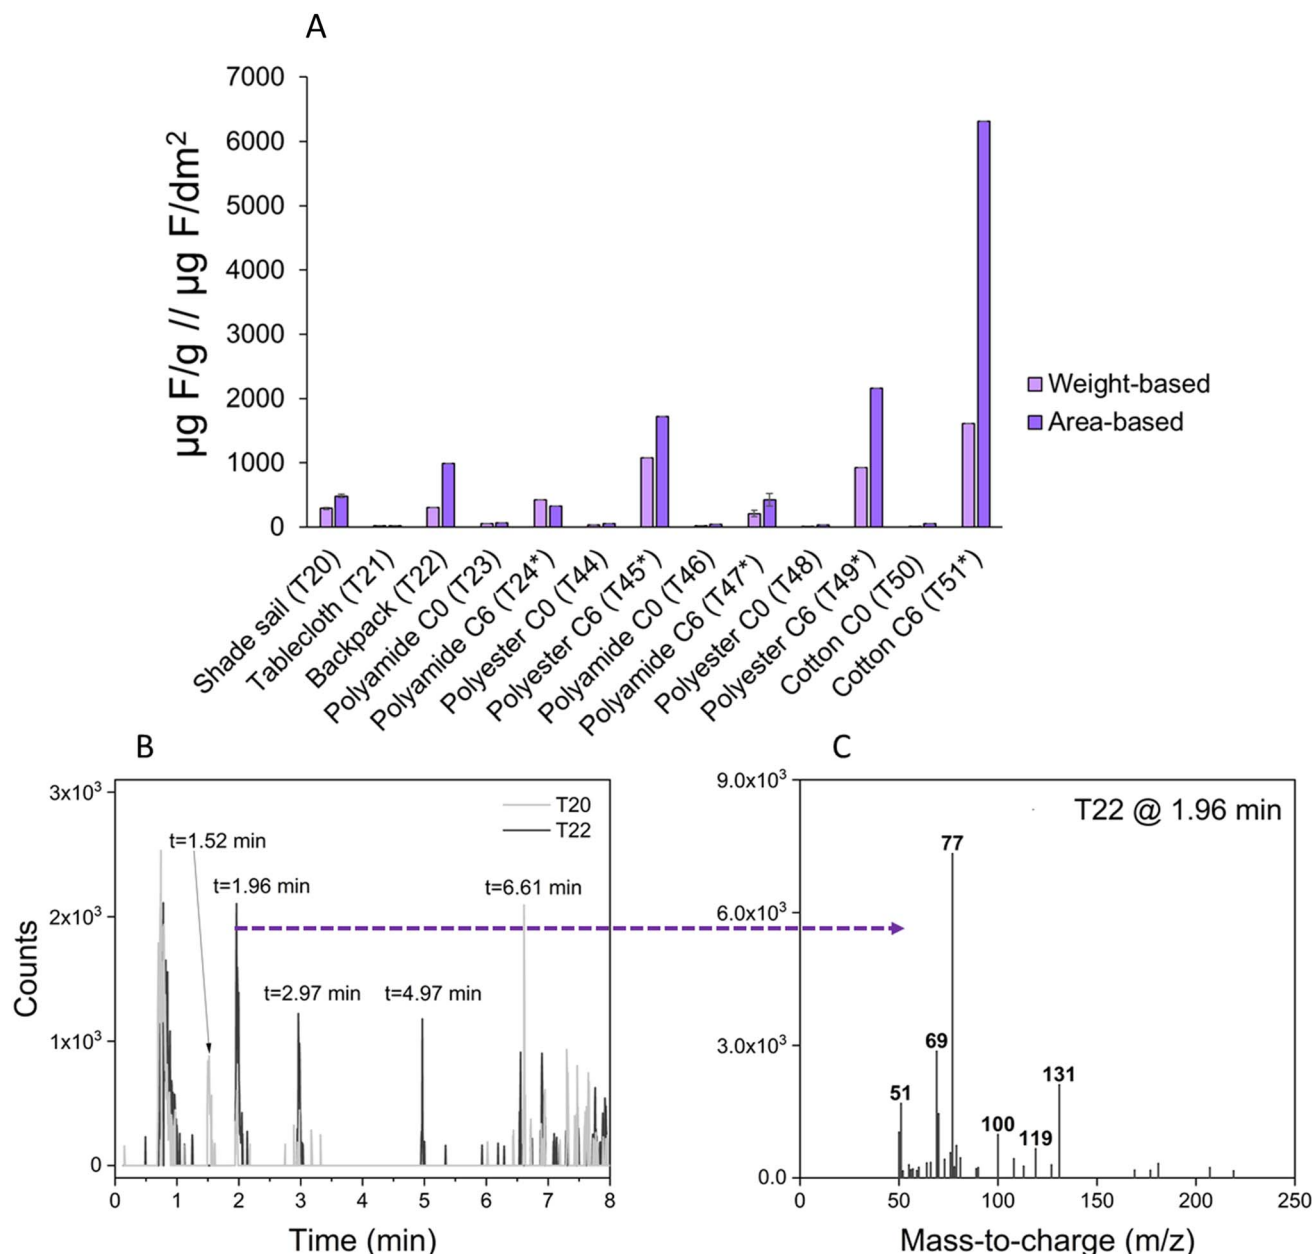 A
7000
6000
5000
4000
3000
2000
1000
0
µg F/g // µg F/dm²
Weight-based
Area-based
Shade sail (T20)
Tablecloth (T21)
Backpack (T22)
Polyamide C0 (T23)
Polyamide C6 (T24*)
Polyester C0 (T44)
Polyester C6 (T45*)
Polyamide C0 (T46)
Polyamide C6 (T47*)
Polyester C0 (T48)
Polyester C6 (T49*)
Cotton C0 (T50)
Cotton C6 (T51*)
B
3x10³
2x10³
1x10³
0
Counts
T20
T22
t=1.52 min
t=1.96 min
t=6.61 min
t=2.97 min
t=4.97 min
0 1 2 3 4 5 6 7 8
Time (min)
C
9.0x10³
6.0x10³
3.0x10³
0.0
T22 @ 1.96 min
77
69
131
51
100
119
0 50 100 150 200 250
Mass-to-charge (m/z)